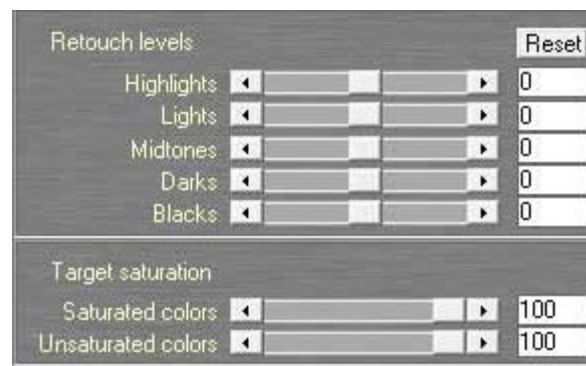 Retouch levels Reset
Highlights 0
Lights 0
Midtones 0
Darks 0
Blacks 0
Target saturation
Saturated colors 100
Unsaturated colors 100